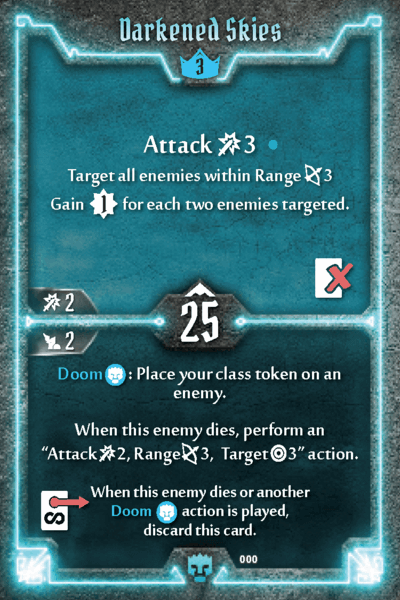 Darkened Skies
3
Attack 3
Target all enemies within Range 3
Gain 1 for each two enemies targeted.
2
25
2
Doom : Place your class token on an
enemy.
When this enemy dies, perform an
“Attack 2, Range 3, Target 3” action.
When this enemy dies or another
Doom action is played,
discard this card.
000